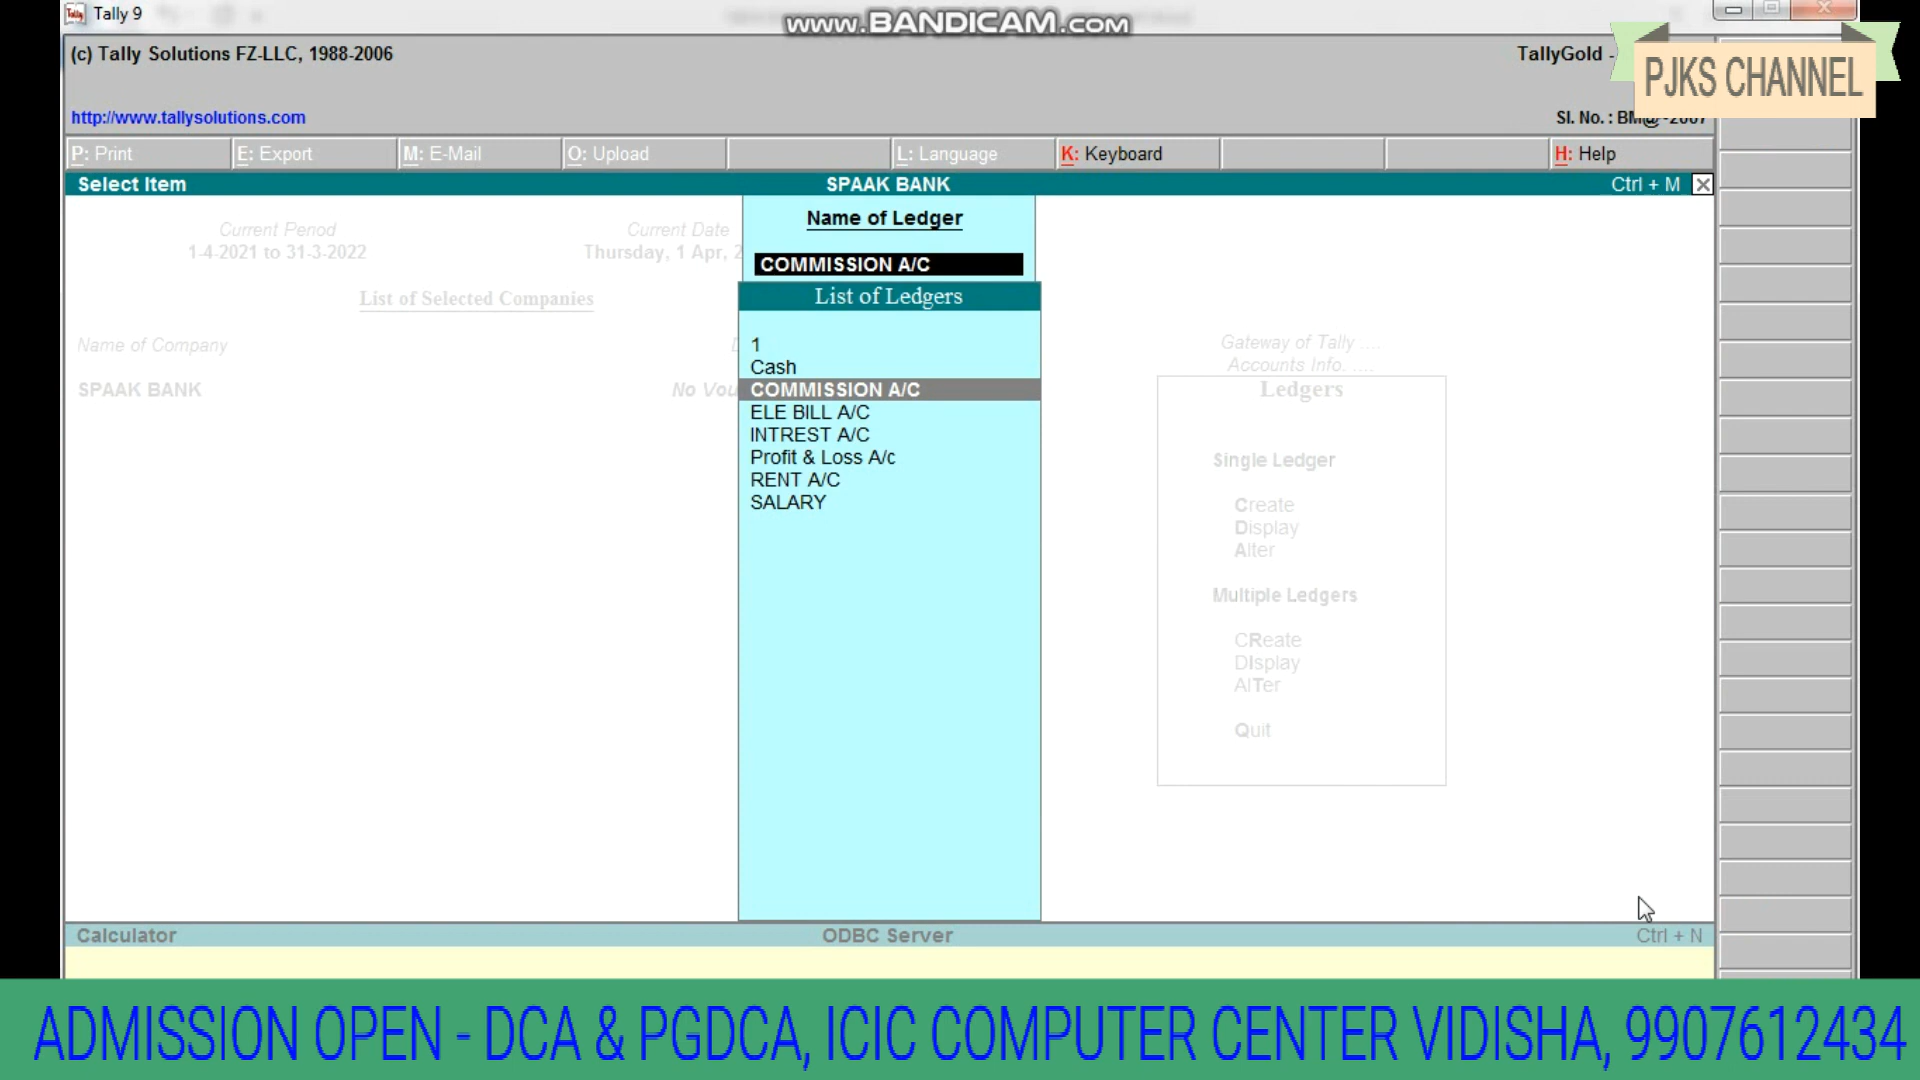 Tally 9
www.BANDICAM.com
(c) Tally Solutions FZ-LLC, 1988-2006
TallyGold -
PJKS CHANNEL
http://www.tallysolutions.com
Sl. No. : BM@ -2007
P: Print
E: Export
M: E-Mail
O: Upload
L: Language
K: Keyboard
H: Help
Select Item
SPAAK BANK
Ctrl + M
Name of Ledger
Current Period
Current Date
1-4-2021 to 31-3-2022
Thursday, 1 Apr, 2
COMMISSION A/C
List of Selected Companies
List of Ledgers
Name of Company
1
Cash
SPAAK BANK
No Vou
COMMISSION A/C
ELE BILL A/C
INTREST A/C
Profit & Loss A/c
RENT A/C
SALARY
Gateway of Tally ....
Accounts Info. ....
Ledgers
Single Ledger
Create
Display
Alter
Multiple Ledgers
CReate
DIsplay
AlTer
Quit
Calculator
ODBC Server
Ctrl + N
ADMISSION OPEN - DCA & PGDCA, ICIC COMPUTER CENTER VIDISHA, 9907612434